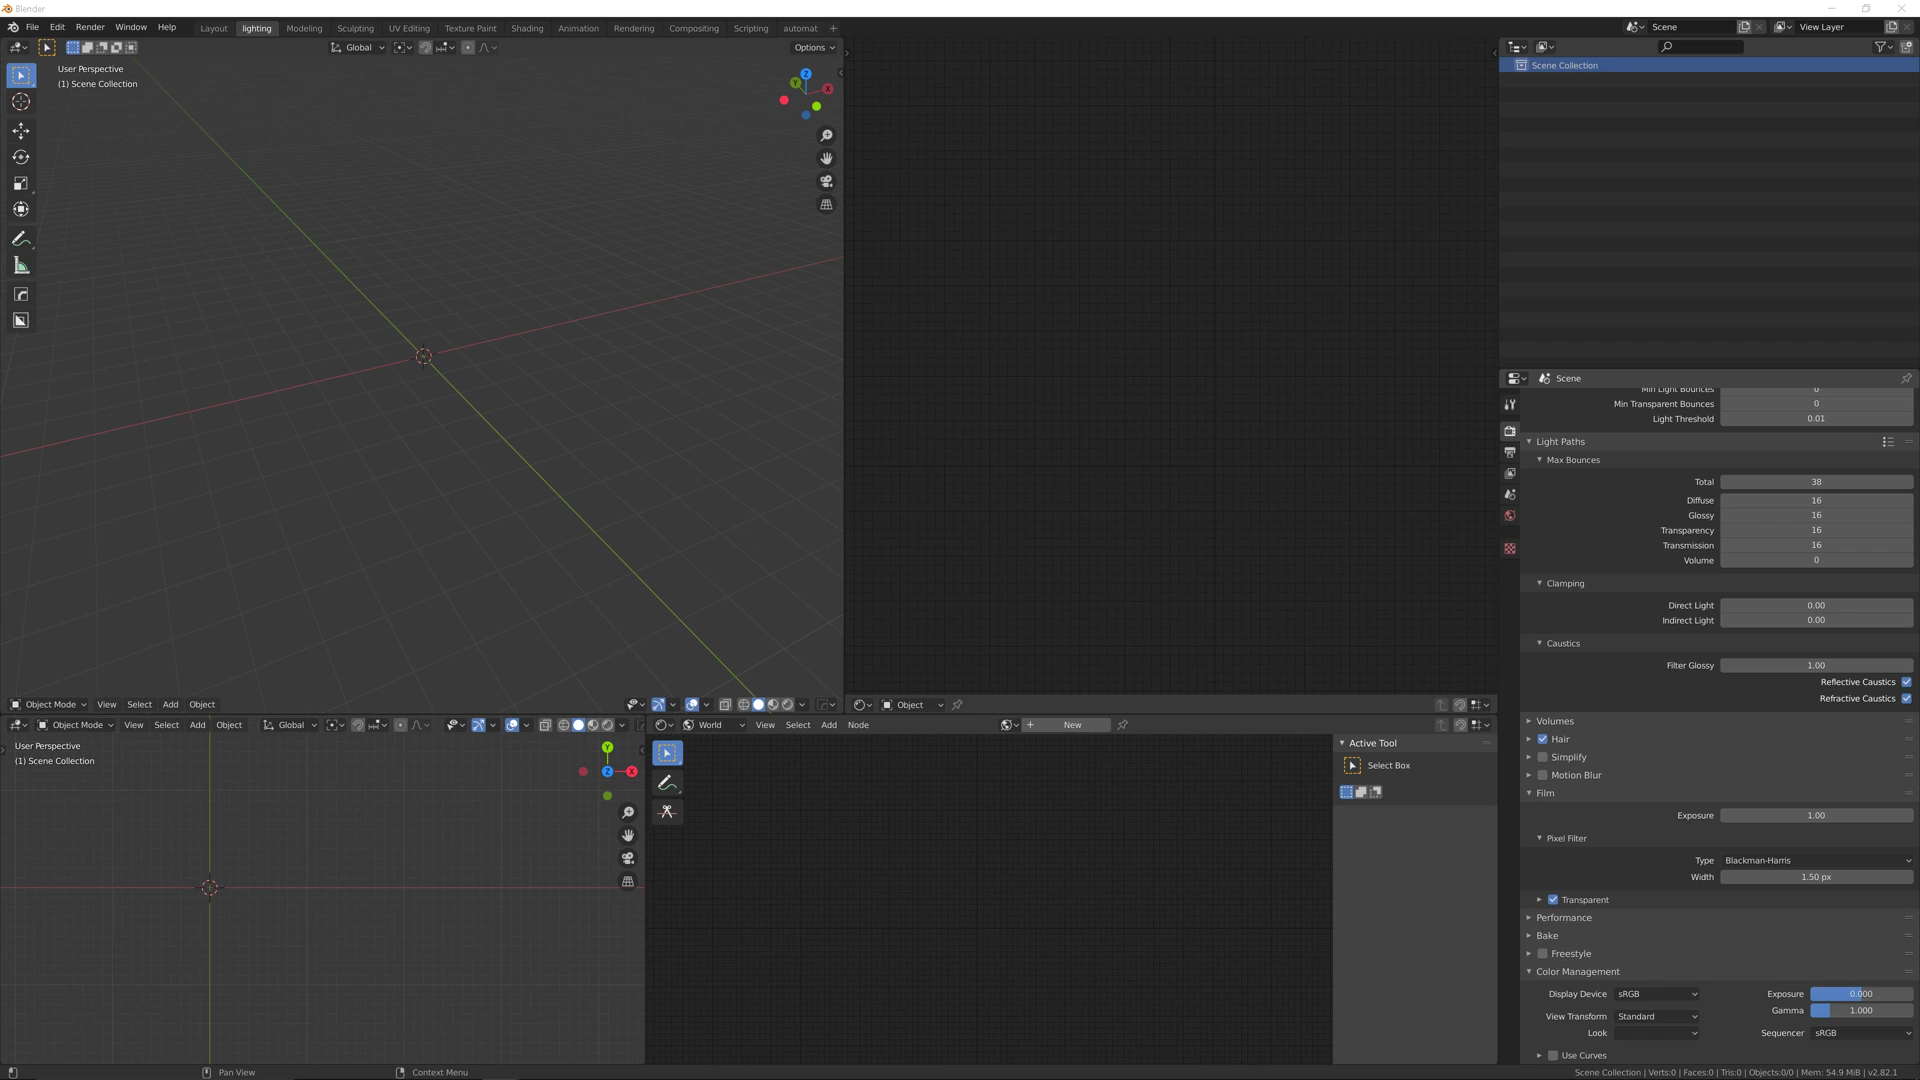 Blender
File Edit Render Window Help Layout lighting Modeling Sculpting UV Editing Texture Paint Animation Rendering Shading Compositing Scripting automat + Scene View Layer
Global Options
User Perspective
(1) Scene Collection
Z
Y
X
Object Mode View Select Add Object
Object
Object Mode View Select Add Object Global
User Perspective
(1) Scene Collection
Y
Z X
World View Select Add Node + New
Active Tool
Select Box
Scene Collection
Scene
Min Light Bounces 0
Min Transparent Bounces 0
Light Threshold 0.01
Light Paths
Max Bounces
Total 38
Diffuse 16
Glossy 16
Transparency 16
Transmission 16
Volume 0
Clamping
Direct Light 0.00
Indirect Light 0.00
Caustics
Filter Glossy 1.00
Reflective Caustics
Refractive Caustics
Volumes
Hair
Simplify
Motion Blur
Film
Exposure 1.00
Pixel Filter
Type Blackman-Harris
Width 1.50 px
Transparent
Performance
Bake
Freestyle
Color Management
Display Device sRGB Exposure 0.000
Gamma 1.000
View Transform Standard
Look Sequencer sRGB
Use Curves
Pan View Context Menu
Scene Collection | Verts:0 | Faces:0 | Tris:0 | Objects:0/0 | Mem: 54.9 MiB | v2.82.1